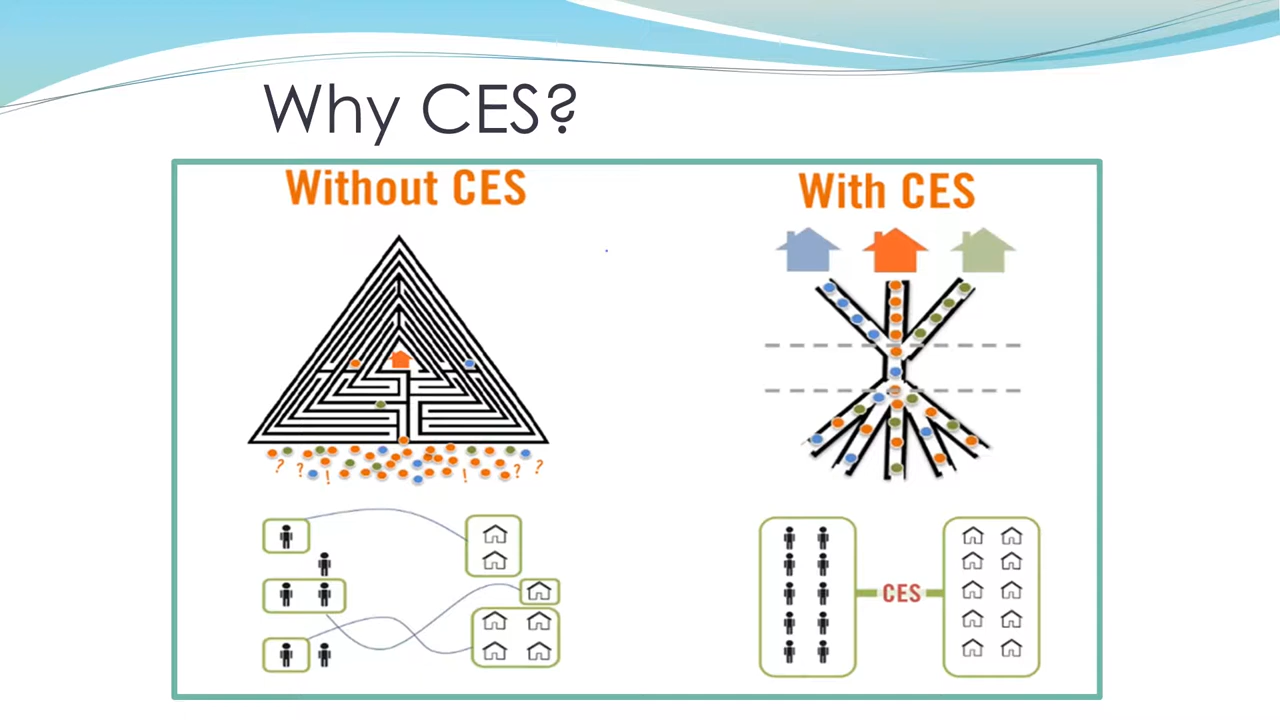 Why CES?
Without CES
With CES
? ? ! ! ? ?
CES